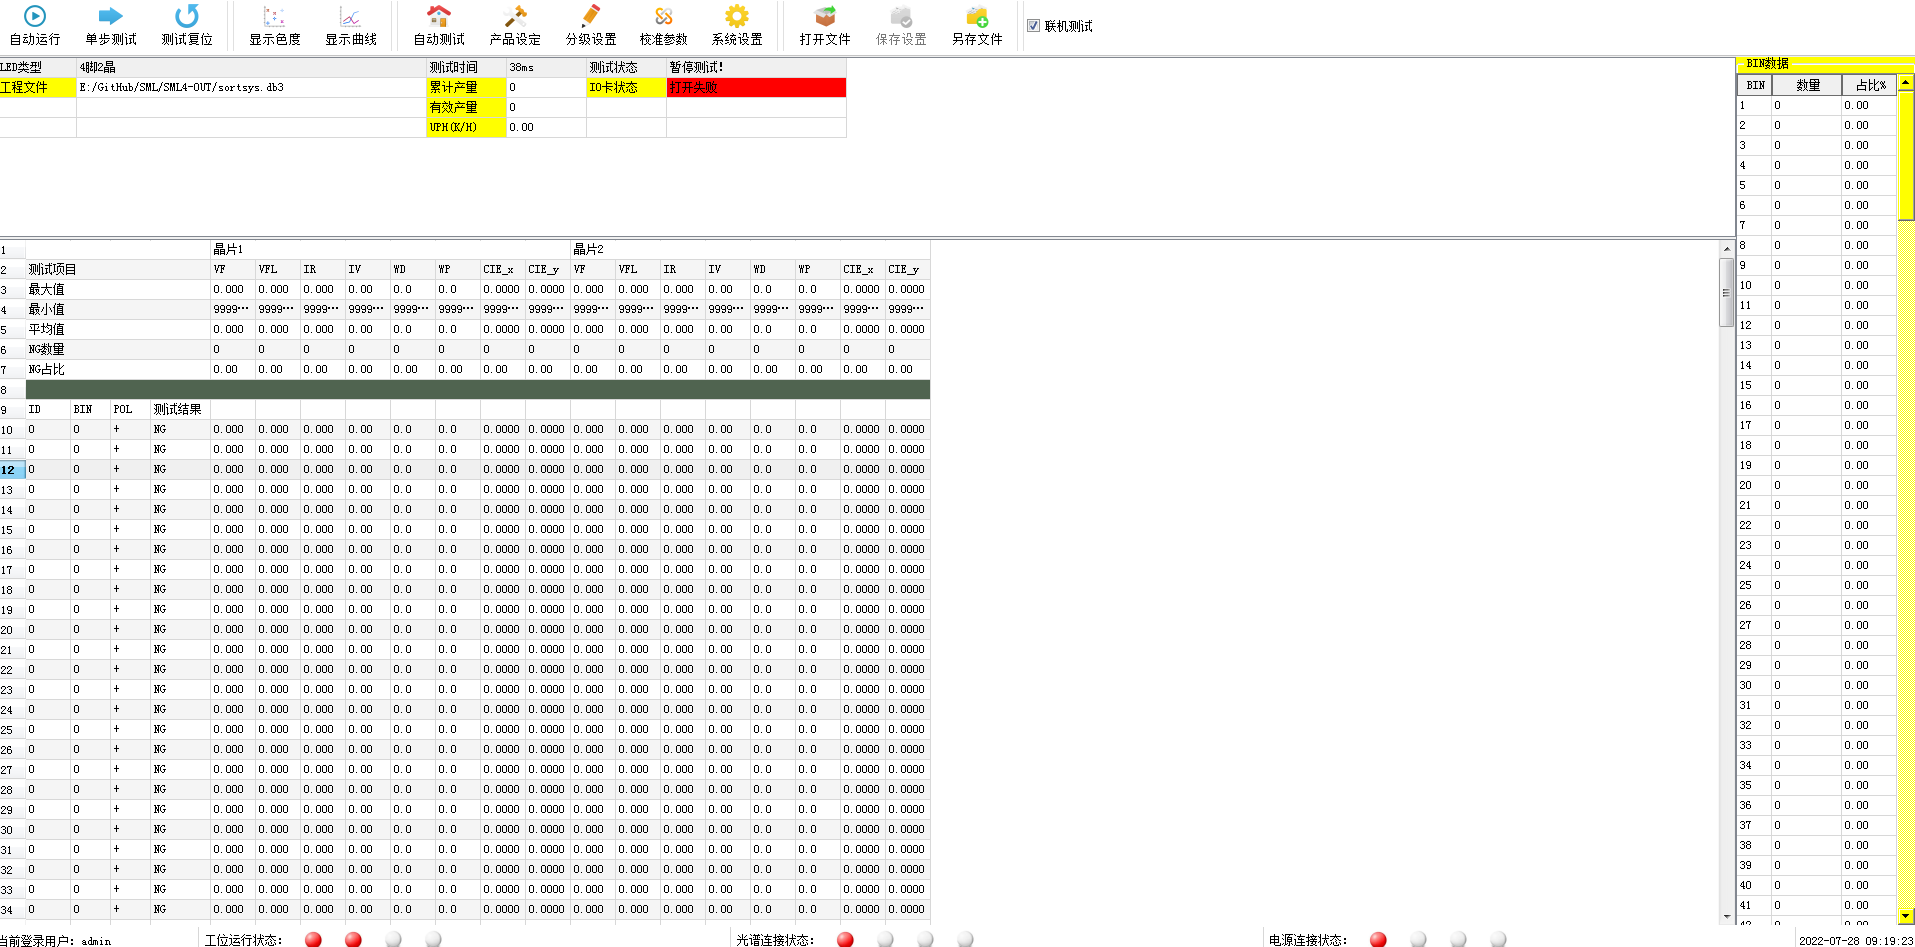 自动运行 单步测试 测试复位 显示色度 显示曲线 自动测试 产品设定 分级设置 校准参数 系统设置 打开文件 保存设置 另存文件 联机测试
LED类型 4脚2晶 测试时间 38ms 测试状态 暂停测试!
工程文件 E:/GitHub/SML/SML4-OUT/sortsys.db3 累计产量 0 IO卡状态 打开失败
有效产量 0
UPH(K/H) 0.00
1 晶片1 晶片2
2 测试项目 VF VFL IR IV WD WP CIE_x CIE_y VF VFL IR IV WD WP CIE_x CIE_y
3 最大值 0.000 0.000 0.000 0.00 0.0 0.0 0.0000 0.0000 0.000 0.000 0.000 0.00 0.0 0.0 0.0000 0.0000
4 最小值 9999··· 9999··· 9999··· 9999··· 9999··· 9999··· 9999··· 9999··· 9999··· 9999··· 9999··· 9999··· 9999··· 9999··· 9999··· 9999···
5 平均值 0.000 0.000 0.000 0.00 0.0 0.0 0.0000 0.0000 0.000 0.000 0.000 0.00 0.0 0.0 0.0000 0.0000
6 NG数量 0 0 0 0 0 0 0 0 0 0 0 0 0 0 0 0
7 NG占比 0.00 0.00 0.00 0.00 0.00 0.00 0.00 0.00 0.00 0.00 0.00 0.00 0.00 0.00 0.00 0.00
8
9 ID BIN POL 测试结果
10 0 0 + NG 0.000 0.000 0.000 0.00 0.0 0.0 0.0000 0.0000 0.000 0.000 0.000 0.00 0.0 0.0 0.0000 0.0000
11 0 0 + NG 0.000 0.000 0.000 0.00 0.0 0.0 0.0000 0.0000 0.000 0.000 0.000 0.00 0.0 0.0 0.0000 0.0000
12 0 0 + NG 0.000 0.000 0.000 0.00 0.0 0.0 0.0000 0.0000 0.000 0.000 0.000 0.00 0.0 0.0 0.0000 0.0000
13 0 0 + NG 0.000 0.000 0.000 0.00 0.0 0.0 0.0000 0.0000 0.000 0.000 0.000 0.00 0.0 0.0 0.0000 0.0000
14 0 0 + NG 0.000 0.000 0.000 0.00 0.0 0.0 0.0000 0.0000 0.000 0.000 0.000 0.00 0.0 0.0 0.0000 0.0000
15 0 0 + NG 0.000 0.000 0.000 0.00 0.0 0.0 0.0000 0.0000 0.000 0.000 0.000 0.00 0.0 0.0 0.0000 0.0000
16 0 0 + NG 0.000 0.000 0.000 0.00 0.0 0.0 0.0000 0.0000 0.000 0.000 0.000 0.00 0.0 0.0 0.0000 0.0000
17 0 0 + NG 0.000 0.000 0.000 0.00 0.0 0.0 0.0000 0.0000 0.000 0.000 0.000 0.00 0.0 0.0 0.0000 0.0000
18 0 0 + NG 0.000 0.000 0.000 0.00 0.0 0.0 0.0000 0.0000 0.000 0.000 0.000 0.00 0.0 0.0 0.0000 0.0000
19 0 0 + NG 0.000 0.000 0.000 0.00 0.0 0.0 0.0000 0.0000 0.000 0.000 0.000 0.00 0.0 0.0 0.0000 0.0000
20 0 0 + NG 0.000 0.000 0.000 0.00 0.0 0.0 0.0000 0.0000 0.000 0.000 0.000 0.00 0.0 0.0 0.0000 0.0000
21 0 0 + NG 0.000 0.000 0.000 0.00 0.0 0.0 0.0000 0.0000 0.000 0.000 0.000 0.00 0.0 0.0 0.0000 0.0000
22 0 0 + NG 0.000 0.000 0.000 0.00 0.0 0.0 0.0000 0.0000 0.000 0.000 0.000 0.00 0.0 0.0 0.0000 0.0000
23 0 0 + NG 0.000 0.000 0.000 0.00 0.0 0.0 0.0000 0.0000 0.000 0.000 0.000 0.00 0.0 0.0 0.0000 0.0000
24 0 0 + NG 0.000 0.000 0.000 0.00 0.0 0.0 0.0000 0.0000 0.000 0.000 0.000 0.00 0.0 0.0 0.0000 0.0000
25 0 0 + NG 0.000 0.000 0.000 0.00 0.0 0.0 0.0000 0.0000 0.000 0.000 0.000 0.00 0.0 0.0 0.0000 0.0000
26 0 0 + NG 0.000 0.000 0.000 0.00 0.0 0.0 0.0000 0.0000 0.000 0.000 0.000 0.00 0.0 0.0 0.0000 0.0000
27 0 0 + NG 0.000 0.000 0.000 0.00 0.0 0.0 0.0000 0.0000 0.000 0.000 0.000 0.00 0.0 0.0 0.0000 0.0000
28 0 0 + NG 0.000 0.000 0.000 0.00 0.0 0.0 0.0000 0.0000 0.000 0.000 0.000 0.00 0.0 0.0 0.0000 0.0000
29 0 0 + NG 0.000 0.000 0.000 0.00 0.0 0.0 0.0000 0.0000 0.000 0.000 0.000 0.00 0.0 0.0 0.0000 0.0000
30 0 0 + NG 0.000 0.000 0.000 0.00 0.0 0.0 0.0000 0.0000 0.000 0.000 0.000 0.00 0.0 0.0 0.0000 0.0000
31 0 0 + NG 0.000 0.000 0.000 0.00 0.0 0.0 0.0000 0.0000 0.000 0.000 0.000 0.00 0.0 0.0 0.0000 0.0000
32 0 0 + NG 0.000 0.000 0.000 0.00 0.0 0.0 0.0000 0.0000 0.000 0.000 0.000 0.00 0.0 0.0 0.0000 0.0000
33 0 0 + NG 0.000 0.000 0.000 0.00 0.0 0.0 0.0000 0.0000 0.000 0.000 0.000 0.00 0.0 0.0 0.0000 0.0000
34 0 0 + NG 0.000 0.000 0.000 0.00 0.0 0.0 0.0000 0.0000 0.000 0.000 0.000 0.00 0.0 0.0 0.0000 0.0000
BIN数据
BIN 数量 占比%
1 0 0.00
2 0 0.00
3 0 0.00
4 0 0.00
5 0 0.00
6 0 0.00
7 0 0.00
8 0 0.00
9 0 0.00
10 0 0.00
11 0 0.00
12 0 0.00
13 0 0.00
14 0 0.00
15 0 0.00
16 0 0.00
17 0 0.00
18 0 0.00
19 0 0.00
20 0 0.00
21 0 0.00
22 0 0.00
23 0 0.00
24 0 0.00
25 0 0.00
26 0 0.00
27 0 0.00
28 0 0.00
29 0 0.00
30 0 0.00
31 0 0.00
32 0 0.00
33 0 0.00
34 0 0.00
35 0 0.00
36 0 0.00
37 0 0.00
38 0 0.00
39 0 0.00
40 0 0.00
41 0 0.00
当前登录用户: admin 工位运行状态: 光谱连接状态: 电源连接状态: 2022-07-28 09:19:23